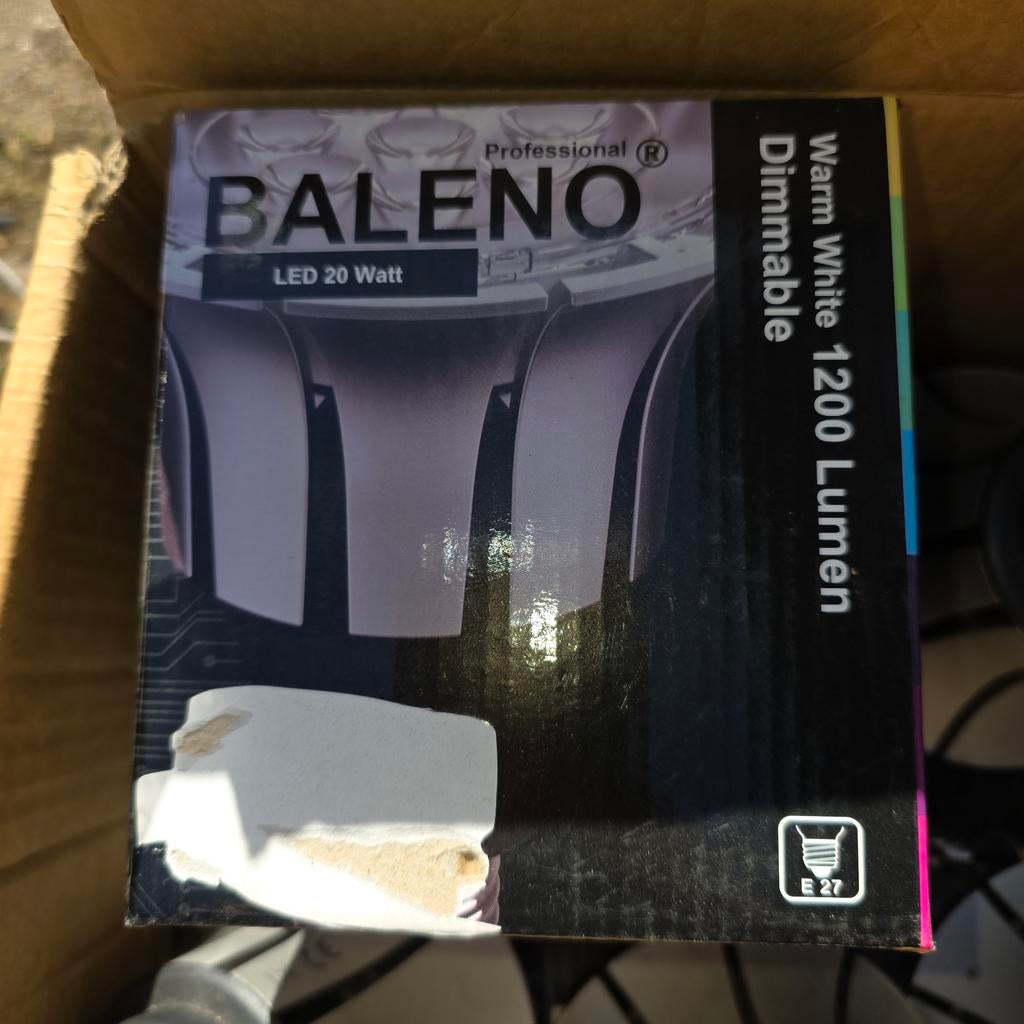 Professional ®
BALENO
LED 20 Watt
Warm White 1200 Lumen
Dimmable
E 27